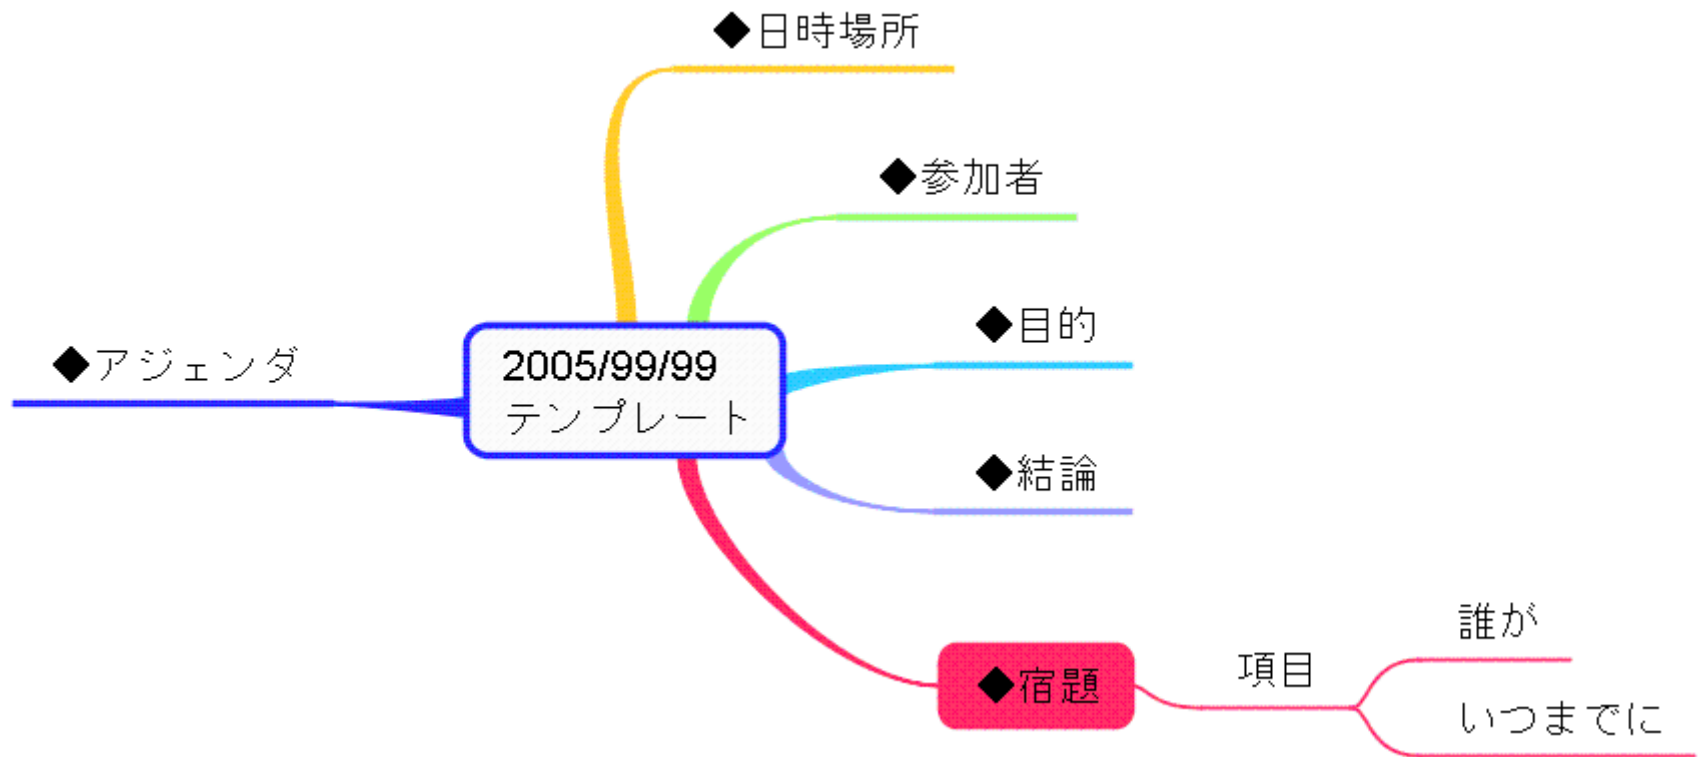 ◆日時場所
◆参加者
◆目的
◆アジェンダ
2005/99/99
テンプレート
◆結論
◆宿題
項目
誰が
いつまでに